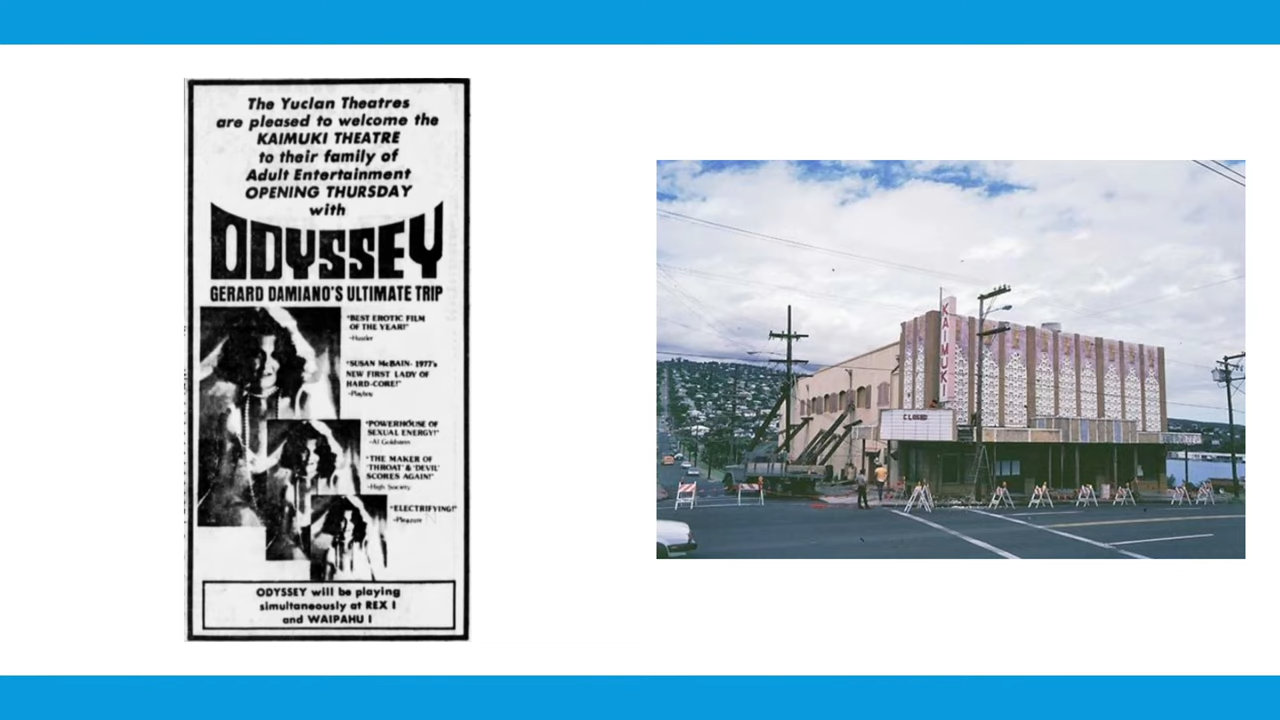 The Yuclan Theatres
are pleased to welcome the
KAIMUKI THEATRE
to their family of
Adult Entertainment
OPENING THURSDAY
with
ODYSSEY
GERARD DAMIANO'S ULTIMATE TRIP
"BEST EROTIC FILM
OF THE YEAR!"
-Hustler
"SUSAN McBAIN- 1977's
NEW FIRST LADY OF
HARD-CORE!"
-Playboy
"POWERHOUSE OF
SEXUAL ENERGY!"
-Al Goldstein
"THE MAKER OF
'THROAT' & 'DEVIL'
SCORES AGAIN!"
-High Society
"ELECTRIFYING!"
-Pleasure
ODYSSEY will be playing
simultaneously at REX I
and WAIPAHU I
KAIMUKI
CLOSED